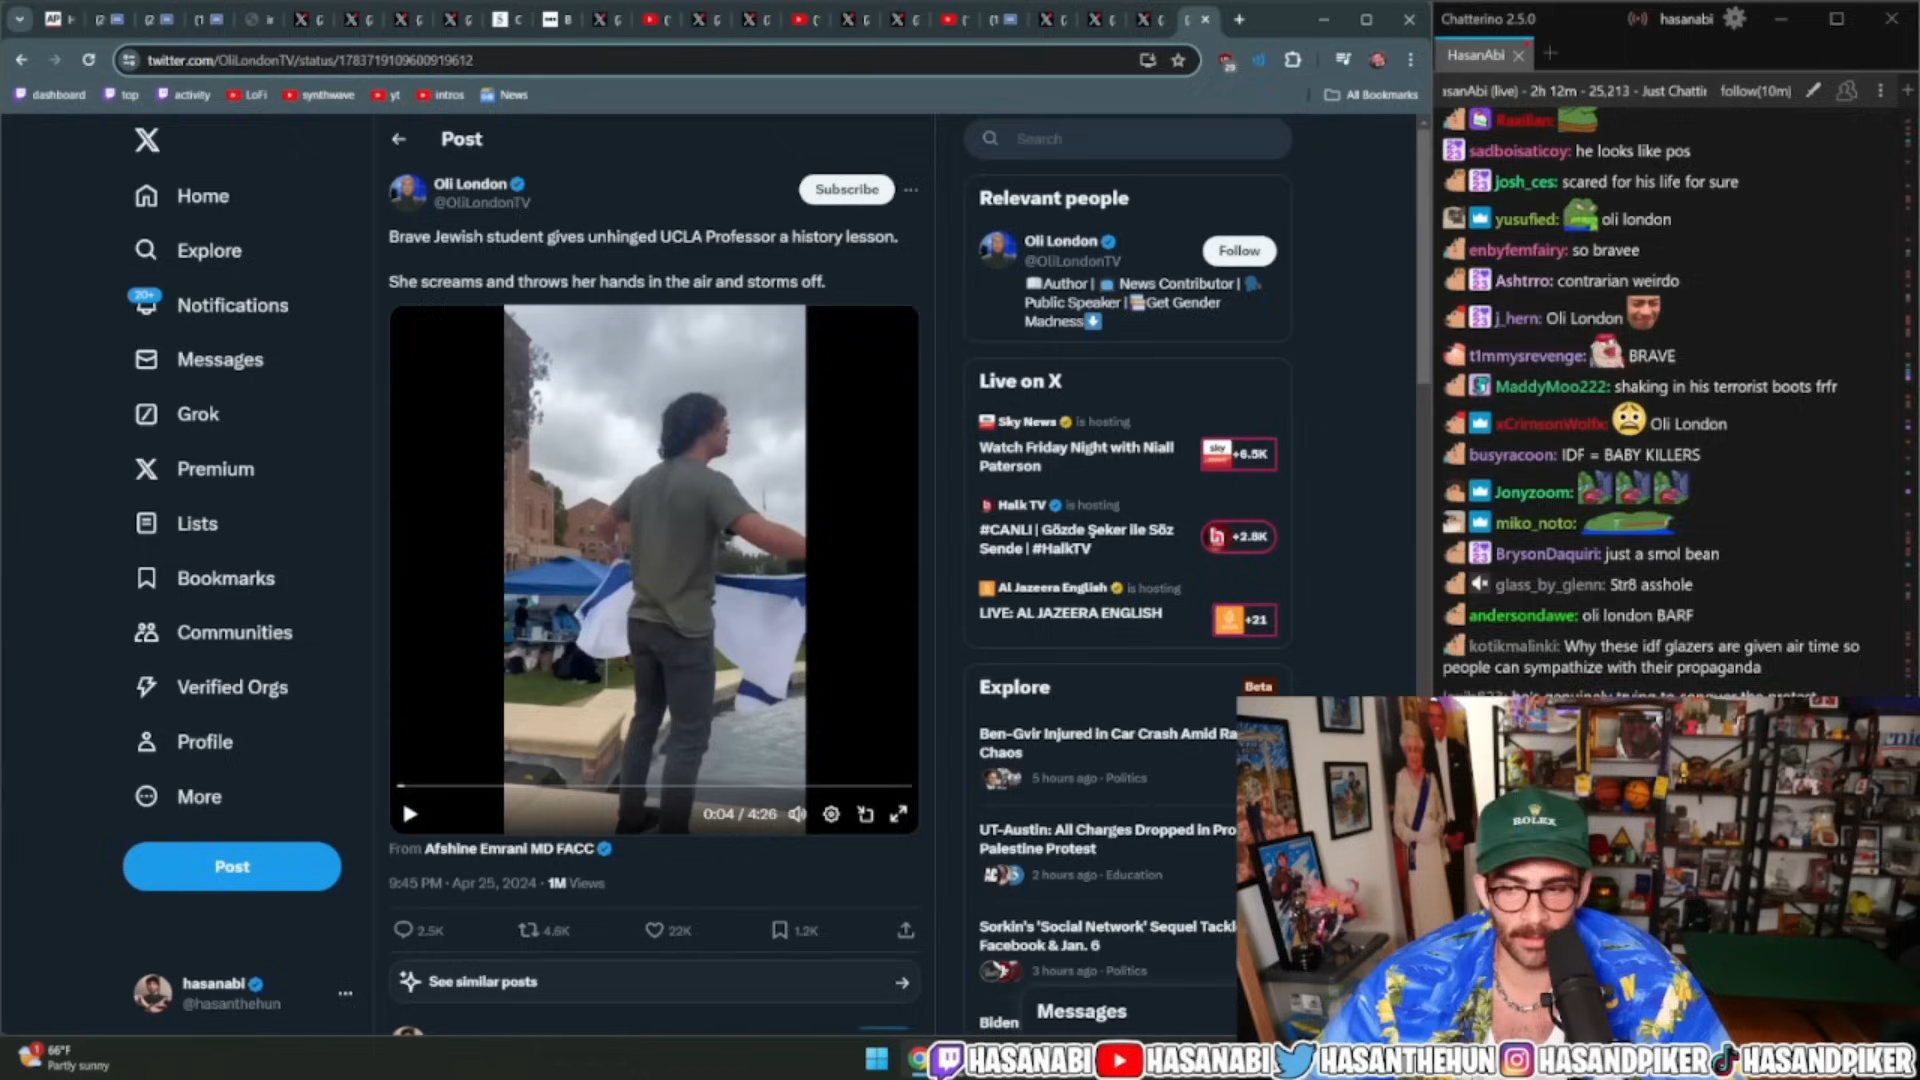 twitter.com/OliLondonTV/status/1783719109600919612
dashboard
top
activity
LoFi
synthwave
yt
intros
News
All Bookmarks
Home
Explore
20+
Notifications
Messages
Grok
Premium
Lists
Bookmarks
Communities
Verified Orgs
Profile
More
Post
hasanabi
@hasanthehun
Post
Oli London
@OliLondonTV
Subscribe
Brave Jewish student gives unhinged UCLA Professor a history lesson.
She screams and throws her hands in the air and storms off.
0:04 / 4:26
From Afshine Emrani MD FACC
9:45 PM · Apr 25, 2024 · 1M Views
2.5K
4.6K
22K
1.2K
See similar posts
Search
Relevant people
Oli London
@OliLondonTV
Follow
Author | News Contributor |
Public Speaker | Get Gender
Madness
Live on X
Sky News is hosting
Watch Friday Night with Niall
Paterson
sky
+6.5K
Halk TV is hosting
#CANLI | Gözde Şeker ile Söz
Sende | #HalkTV
+2.8K
Al Jazeera English is hosting
LIVE: AL JAZEERA ENGLISH
+21
Explore
Beta
Ben-Gvir Injured in Car Crash Amid Ra
Chaos
5 hours ago · Politics
UT-Austin: All Charges Dropped in Pro
Palestine Protest
2 hours ago · Education
Sorkin's 'Social Network' Sequel Tackl
Facebook & Jan. 6
3 hours ago · Politics
Biden
Messages
Chatterino 2.5.0
hasanabi
HasanAbi
asanAbi (live) - 2h 12m - 25,213 - Just Chattir
follow(10m)
Raxillan:
sadboisaticoy: he looks like pos
josh_ces: scared for his life for sure
yusufied: oli london
enbyfemfairy: so bravee
Ashtrro: contrarian weirdo
j_hern: Oli London
t1mmysrevenge: BRAVE
MaddyMoo222: shaking in his terrorist boots frfr
xCrimsonWolfx: Oli London
busyracoon: IDF = BABY KILLERS
Jonyzoom:
miko_noto:
BrysonDaquiri: just a smol bean
glass_by_glenn: Str8 asshole
andersondawe: oli london BARF
kotikmalinki: Why these idf glazers are given air time so
people can sympathize with their propaganda
ROLEX
66°F
Partly sunny
HASANABI
HASANABI
HASANTHEHUN
HASANDPIKER
HASANDPIKER